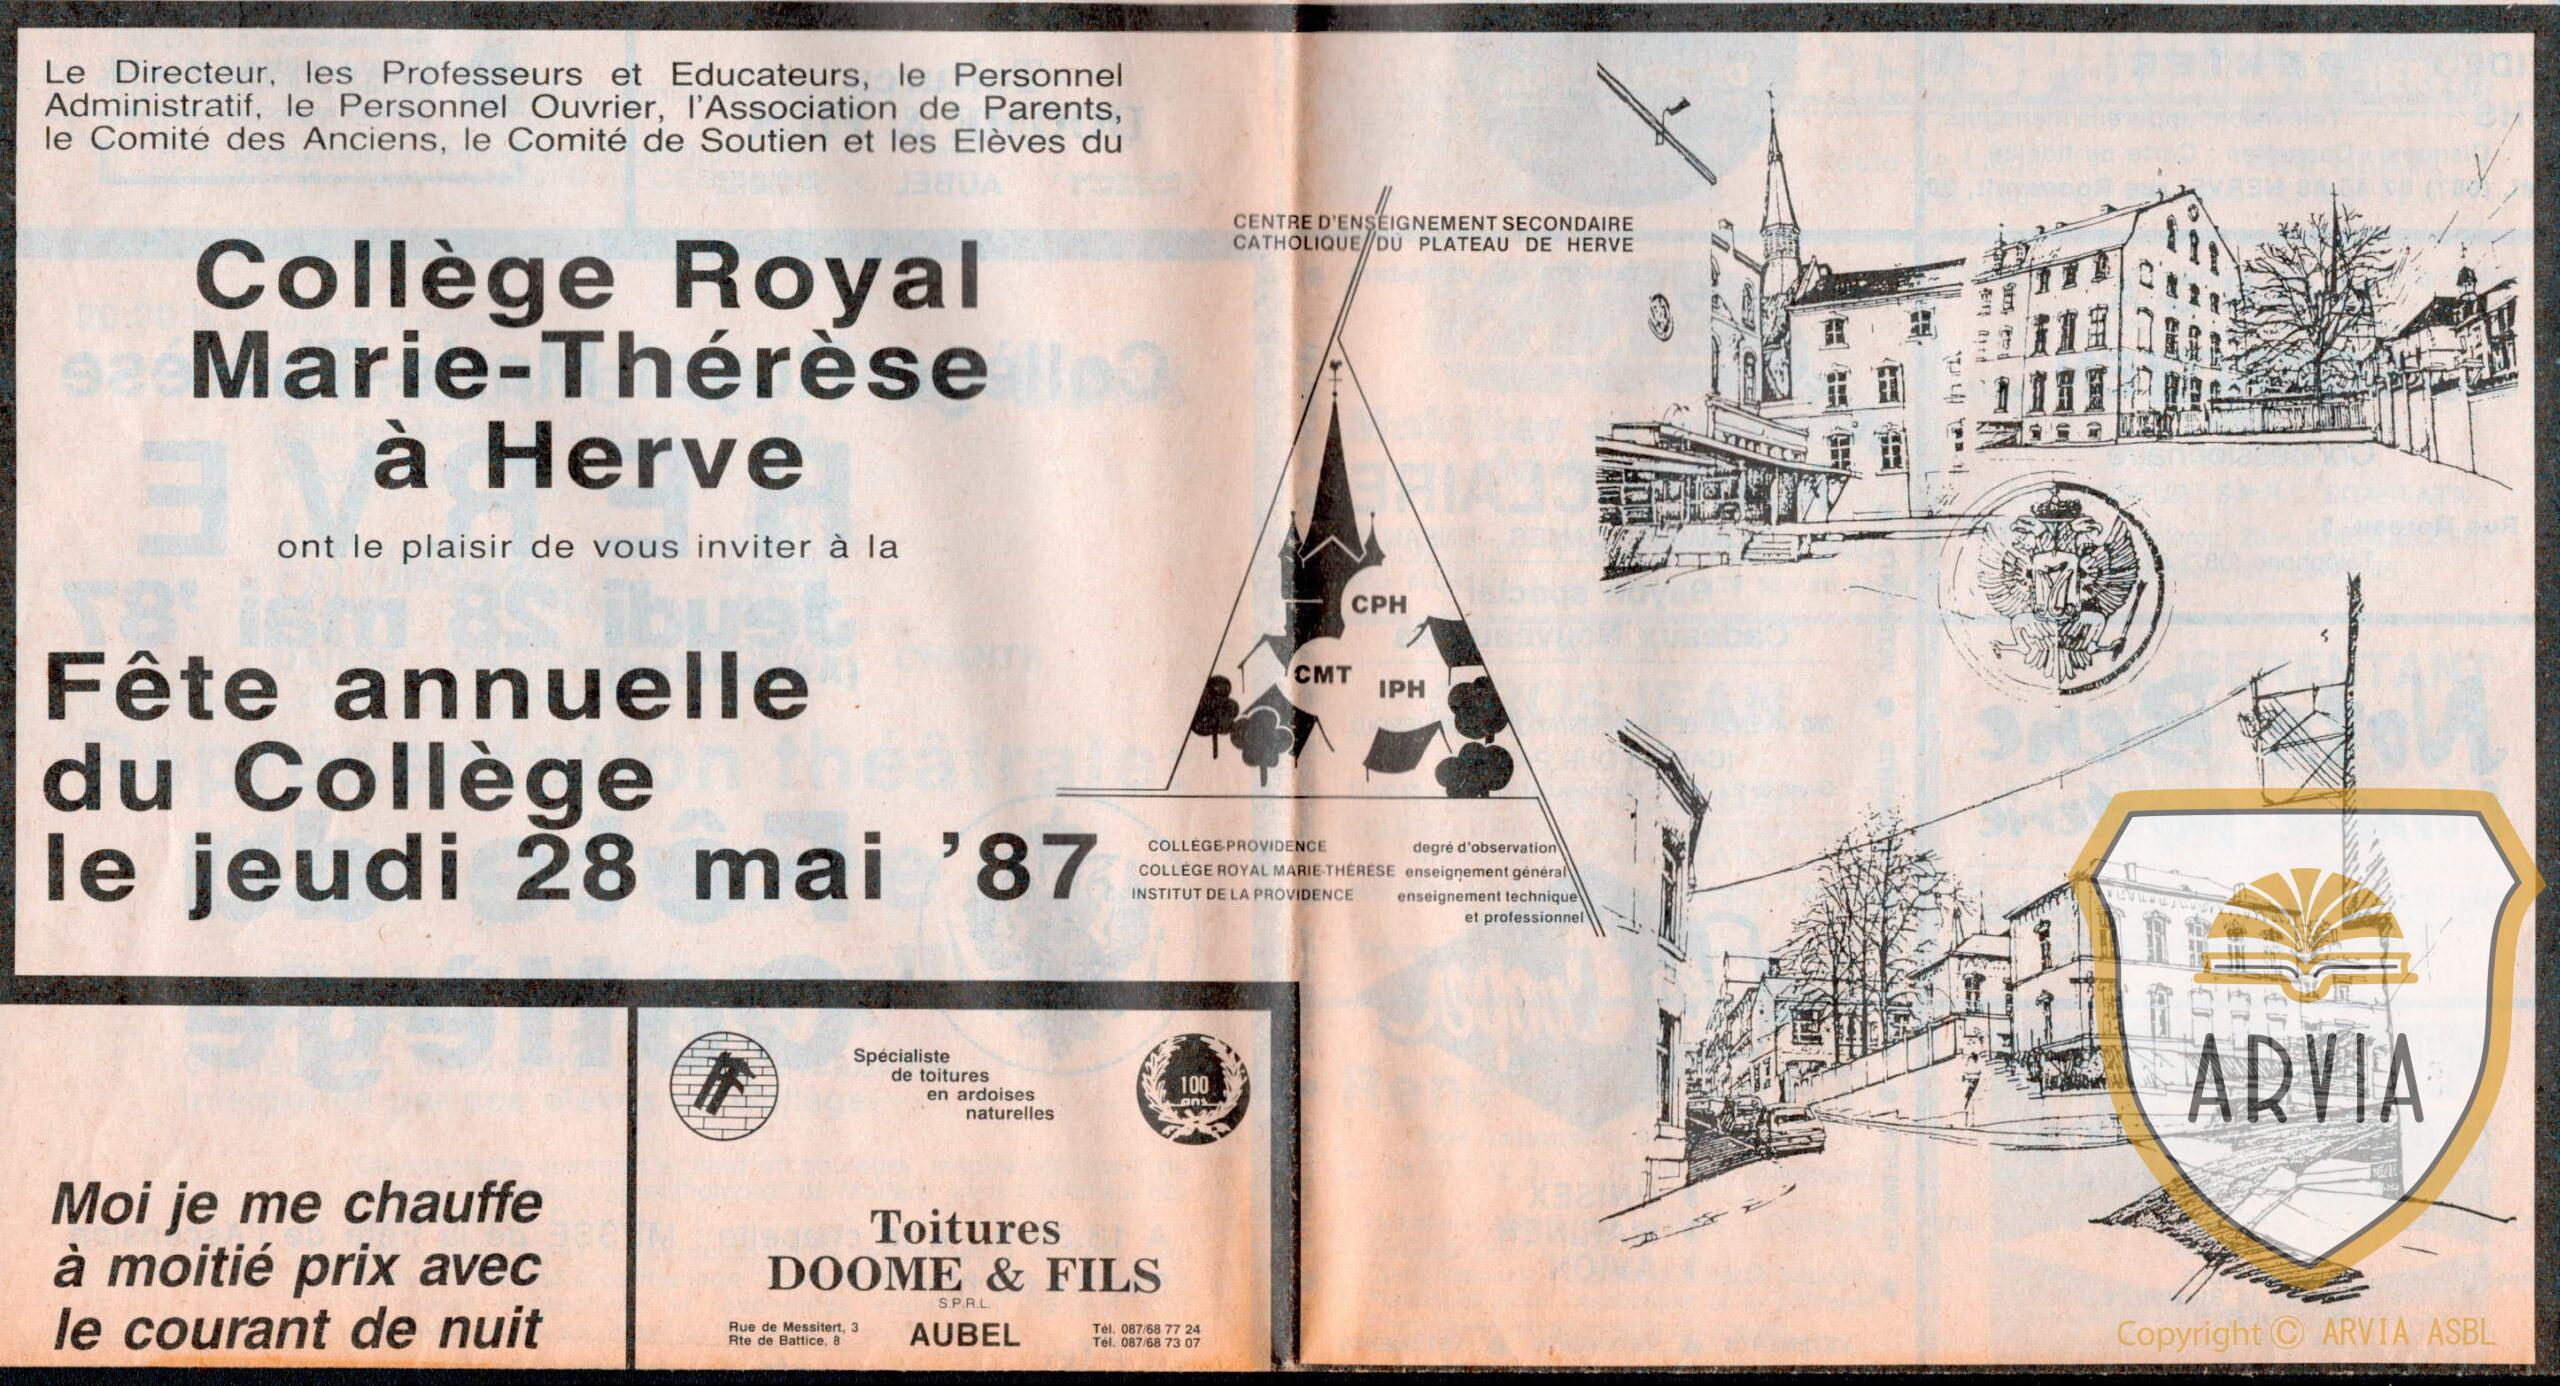 Le Directeur, les Professeurs et Educateurs, le Personnel
Administratif, le Personnel Ouvrier, l'Association de Parents,
le Comité des Anciens, le Comité de Soutien et les Elèves du
Collège Royal
Marie-Thérèse
à Herve
ont le plaisir de vous inviter à la
Fête annuelle
du Collège
le jeudi 28 mai '87
CENTRE D'ENSEIGNEMENT SECONDAIRE
CATHOLIQUE DU PLATEAU DE HERVE
CPH
CMT
IPH
COLLÈGE-PROVIDENCE degré d'observation
COLLÈGE ROYAL MARIE-THÉRÈSE enseignement général
INSTITUT DE LA PROVIDENCE enseignement technique
et professionnel
Moi je me chauffe
à moitié prix avec
le courant de nuit
Spécialiste
de toitures
en ardoises
naturelles
100
ans
Toitures
DOOME & FILS
S.P.R.L.
Rue de Messitert, 3
Rte de Battice, 8
AUBEL
Tél. 087/68 77 24
Tél. 087/68 73 07
ARVIA
Copyright © ARVIA ASBL